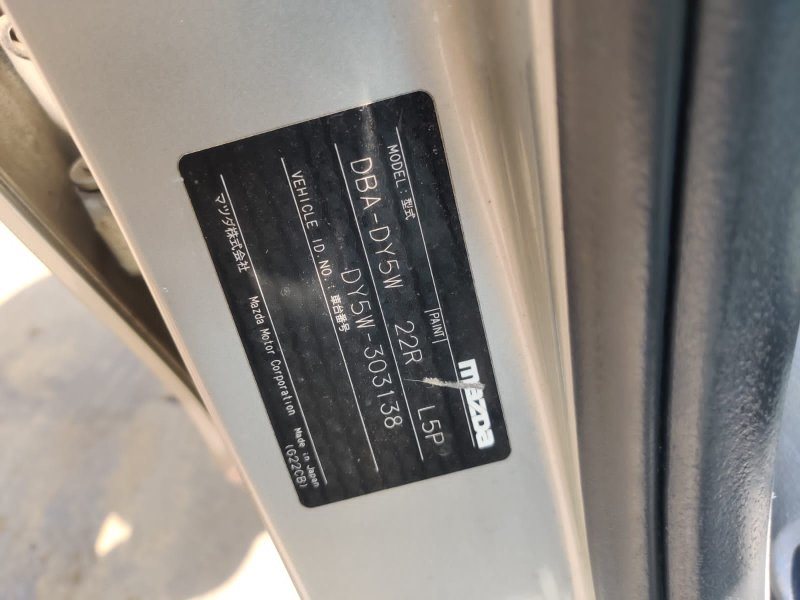 mazda
MODEL: 型式 |PAINT|
DBA-DY5W 22R L5P
VEHICLE ID.NO.: 車台番号
DY5W-303138
マツダ株式会社 Mazda Motor Corporation Made in Japan
(G22CB)